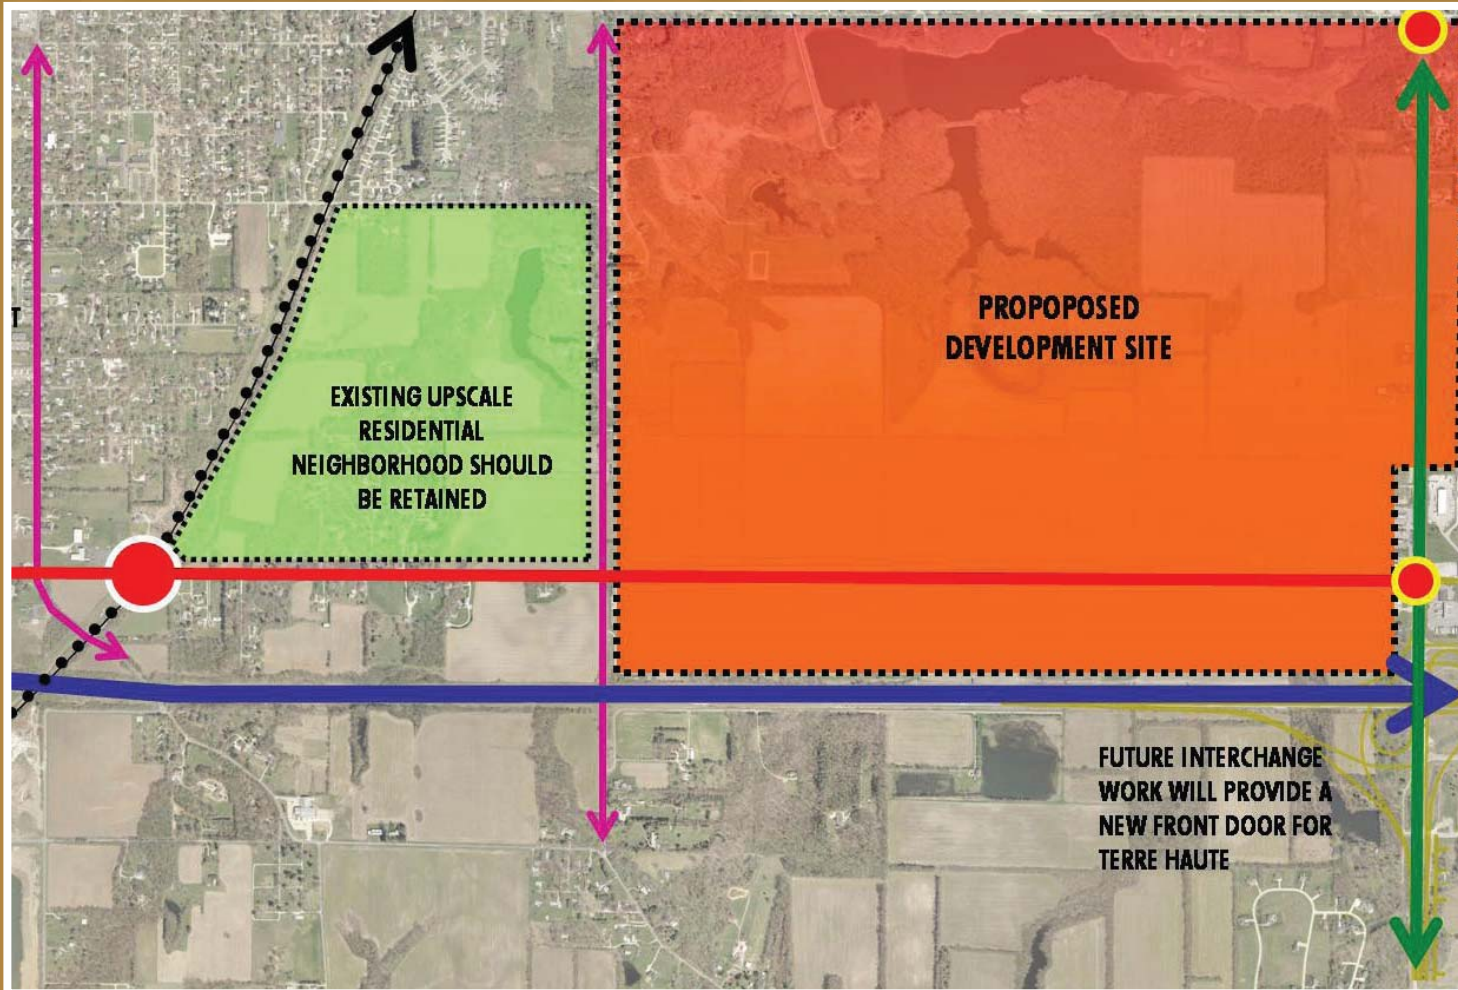 T
EXISTING UPSCALE
RESIDENTIAL
NEIGHBORHOOD SHOULD
BE RETAINED
PROPOPOSED
DEVELOPMENT SITE
FUTURE INTERCHANGE
WORK WILL PROVIDE A
NEW FRONT DOOR FOR
TERRE HAUTE